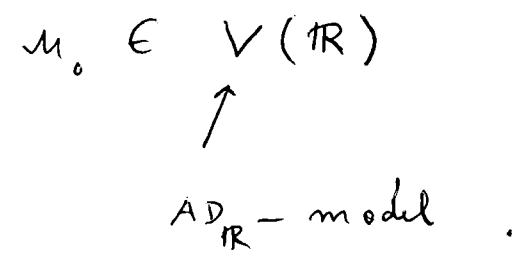 M₀ ∈ V(ℝ)
AD_ℝ - model.